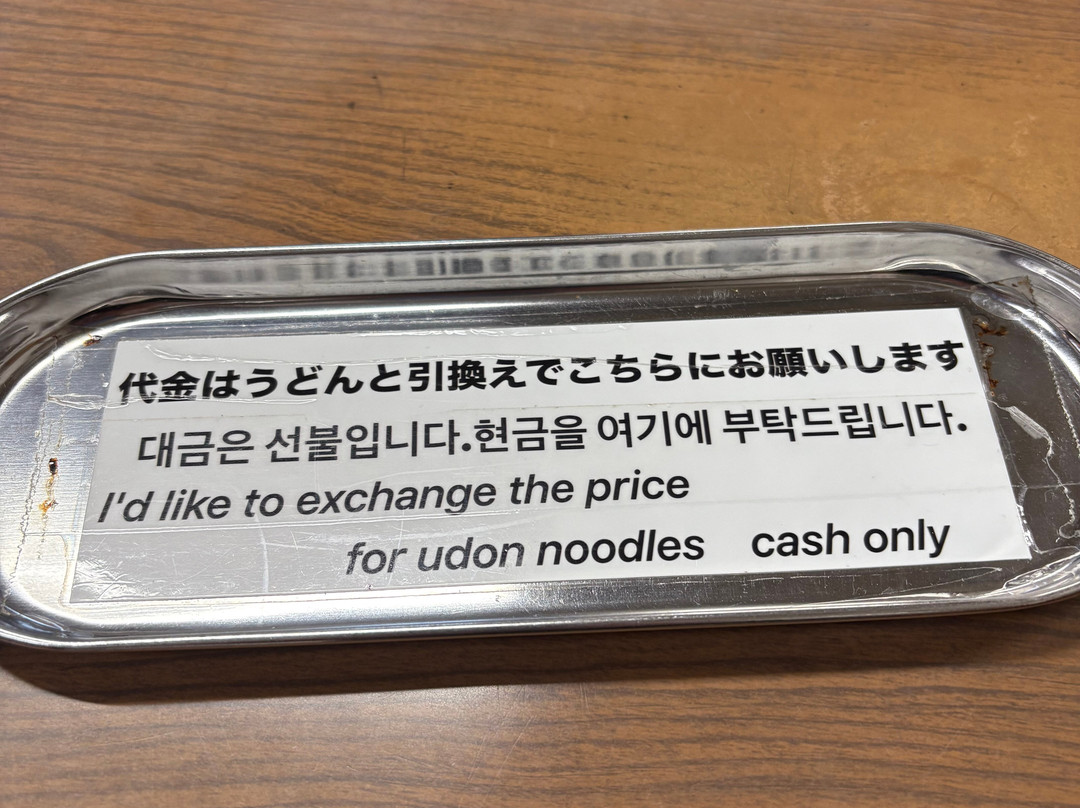 代金はうどんと引換えでこちらにお願いします
대금은 선불입니다.현금을 여기에 부탁드립니다.
I'd like to exchange the price
for udon noodles cash only